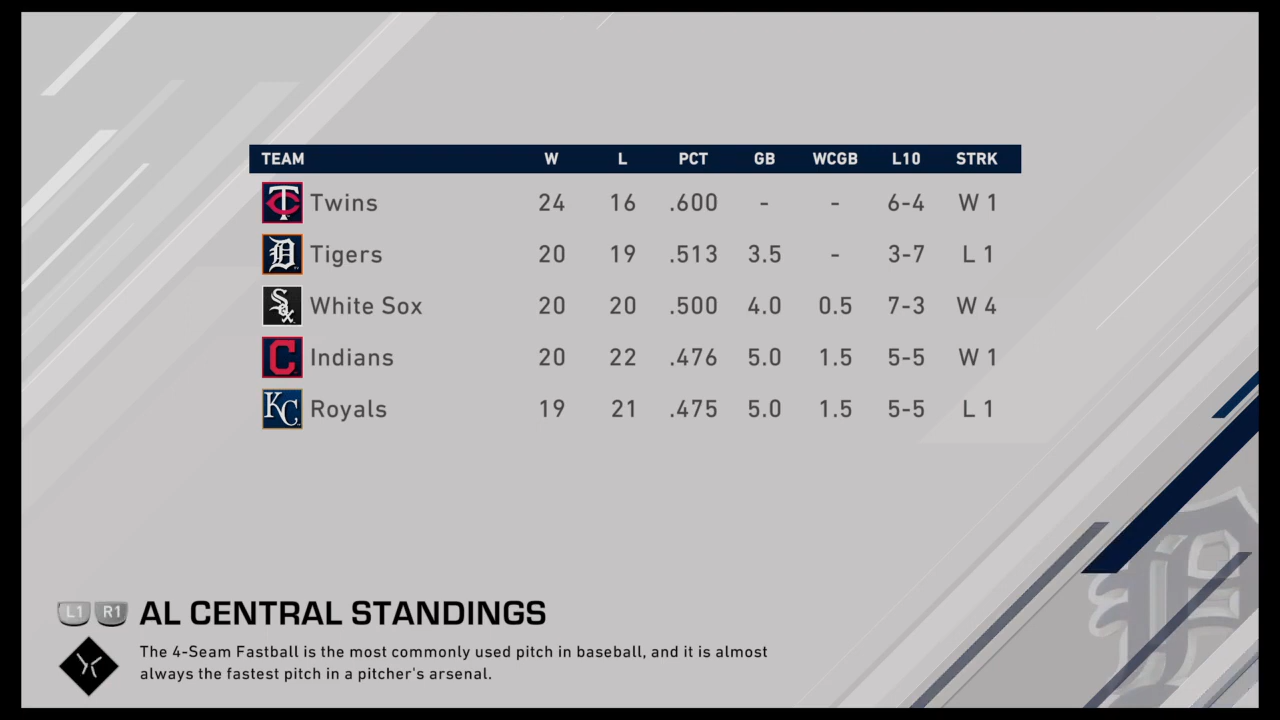 TEAM W L PCT GB WCGB L10 STRK
Twins 24 16 .600 - - 6-4 W 1
Tigers 20 19 .513 3.5 - 3-7 L 1
White Sox 20 20 .500 4.0 0.5 7-3 W 4
Indians 20 22 .476 5.0 1.5 5-5 W 1
Royals 19 21 .475 5.0 1.5 5-5 L 1
L1 R1 AL CENTRAL STANDINGS
The 4-Seam Fastball is the most commonly used pitch in baseball, and it is almost
always the fastest pitch in a pitcher's arsenal.